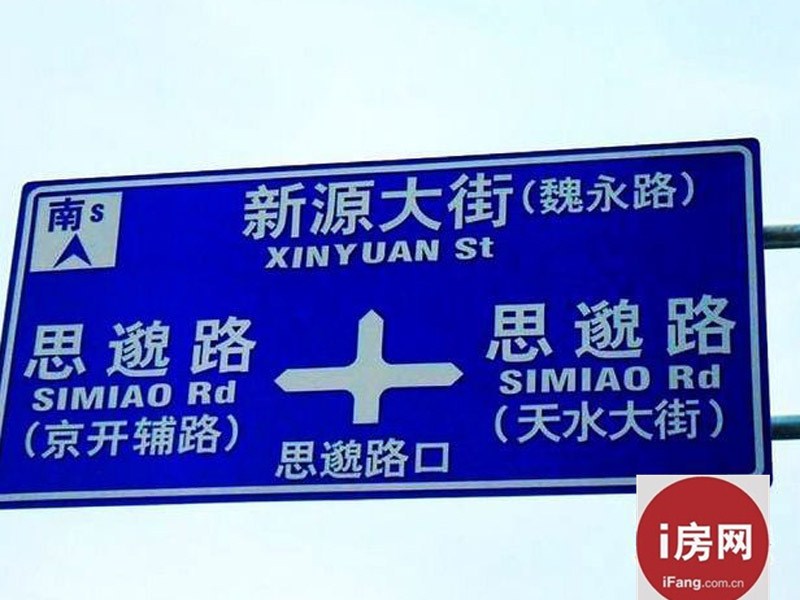 南 S
新源大街(魏永路)
XINYUAN St
思邈路
SIMIAO Rd
(京开辅路)
思邈路
SIMIAO Rd
(天水大街)
思邈路口
i房网
iFang.com.cn